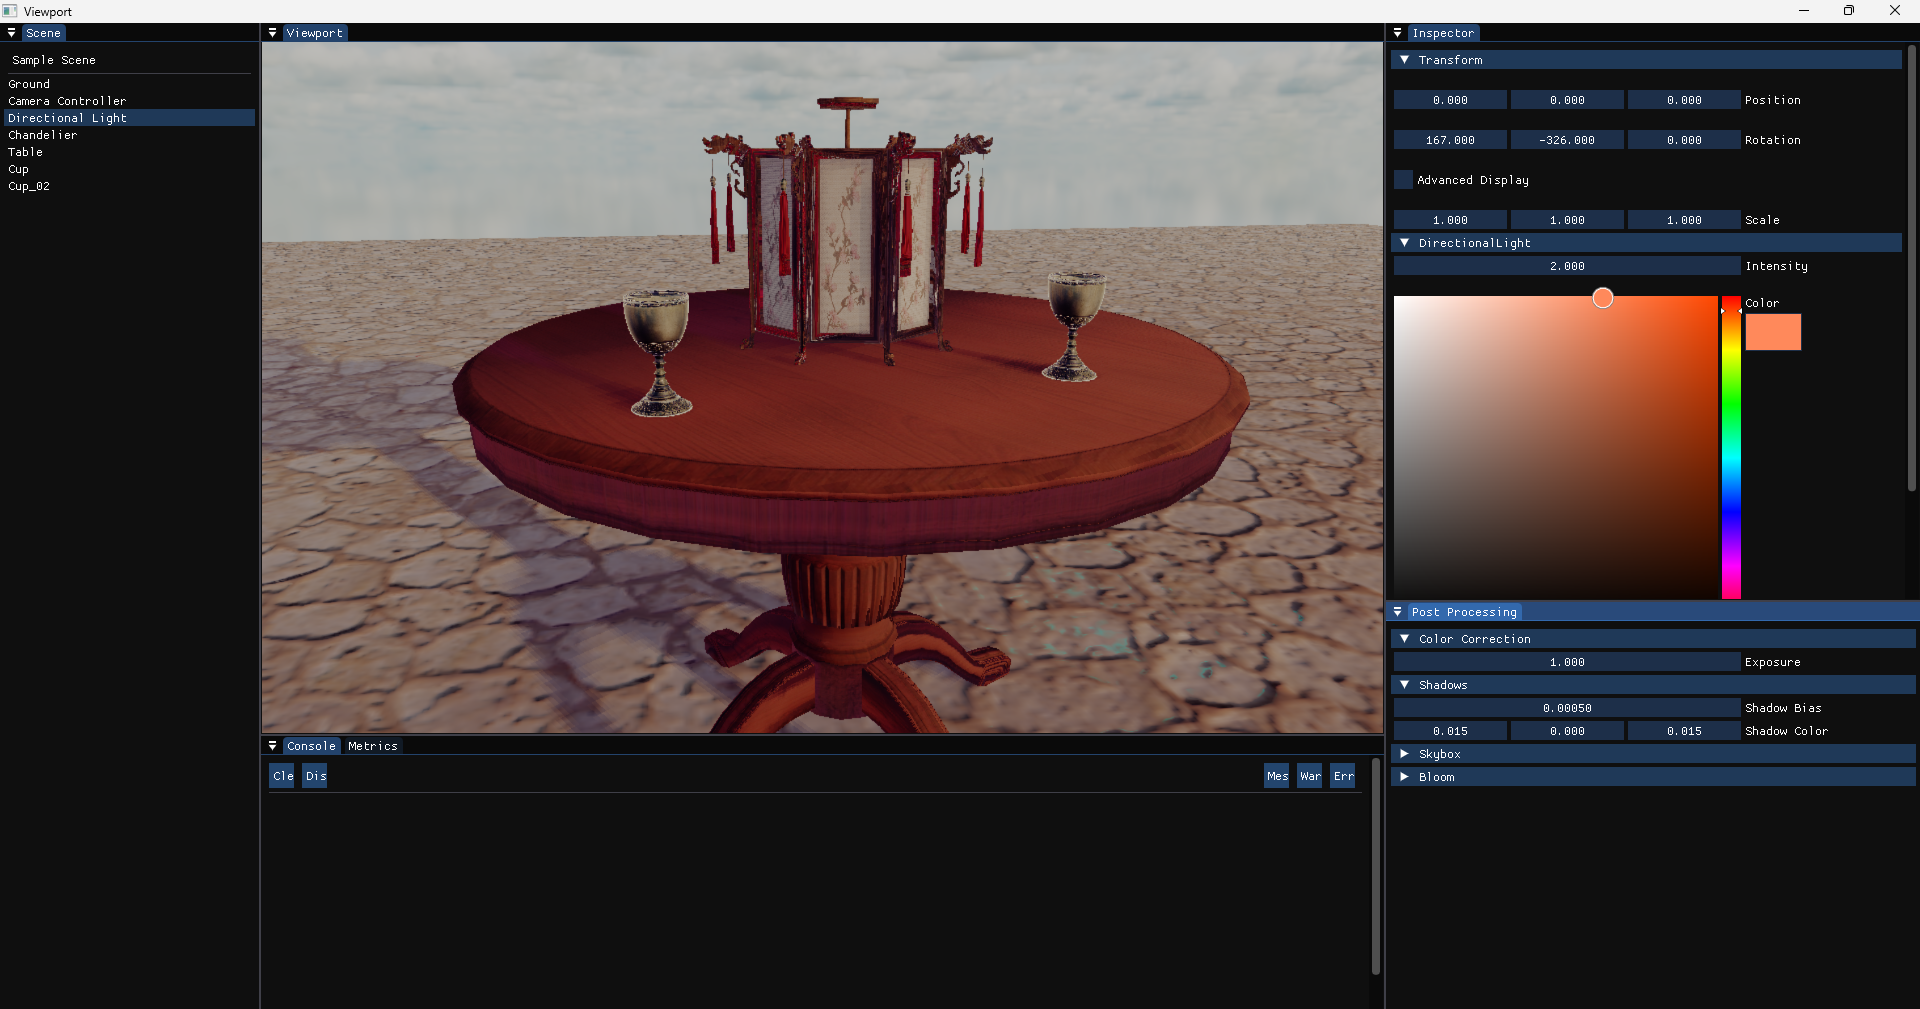 Viewport
Scene
Sample Scene
Ground
Camera Controller
Directional Light
Chandelier
Table
Cup
Cup_02
Viewport
Console Metrics
Cle Dis Mes War Err
Inspector
Transform
0.000 0.000 0.000 Position
167.000 -326.000 0.000 Rotation
Advanced Display
1.000 1.000 1.000 Scale
DirectionalLight
2.000 Intensity
Color
Post Processing
Color Correction
1.000 Exposure
Shadows
0.00050 Shadow Bias
0.015 0.000 0.015 Shadow Color
Skybox
Bloom